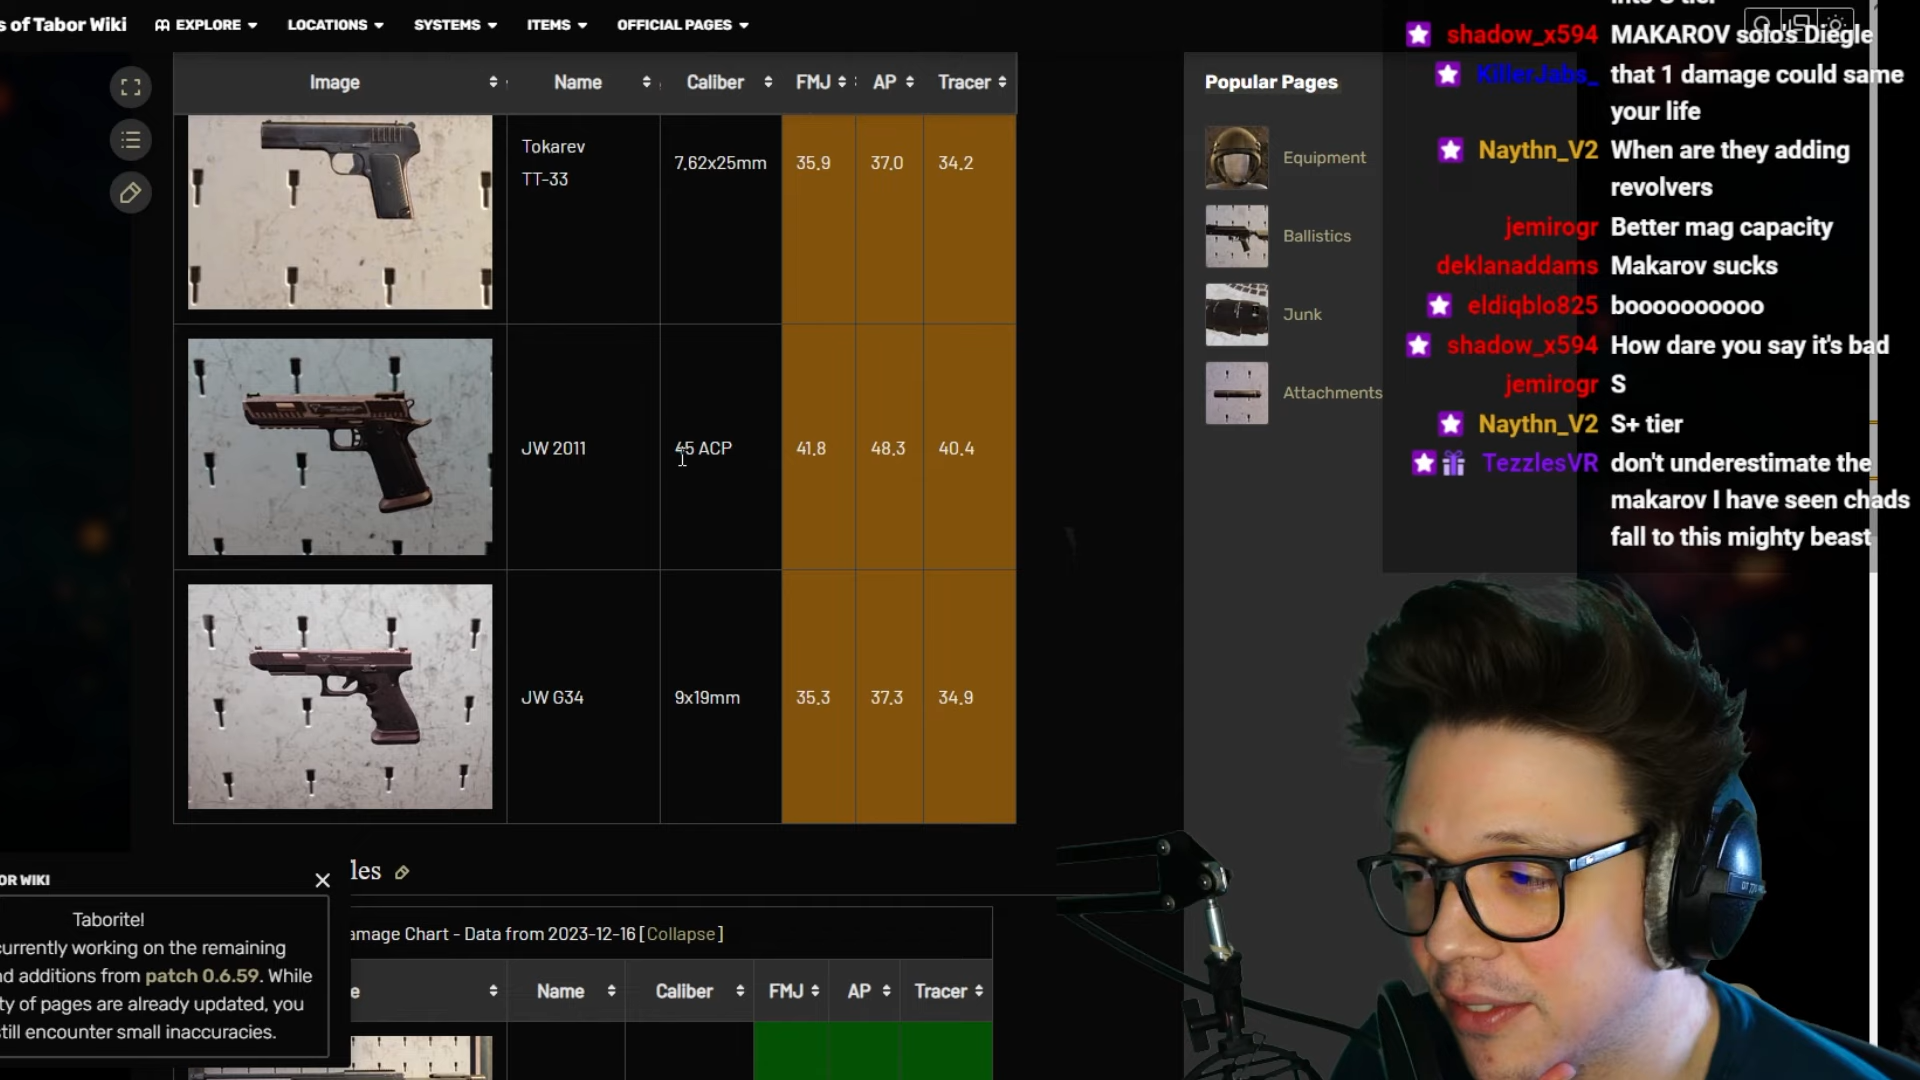 s of Tabor Wiki
EXPLORE
LOCATIONS
SYSTEMS
ITEMS
OFFICIAL PAGES
Image
Name
Caliber
FMJ
AP
Tracer
Tokarev
TT-33
7.62x25mm
35.9
37.0
34.2
JW 2011
45 ACP
41.8
48.3
40.4
JW G34
9x19mm
35.3
37.3
34.9
les
amage Chart - Data from 2023-12-16 [Collapse]
e
Name
Caliber
FMJ
AP
Tracer
OR WIKI
Taborite!
currently working on the remaining
nd additions from patch 0.6.59. While
ty of pages are already updated, you
still encounter small inaccuracies.
Popular Pages
Equipment
Ballistics
Junk
Attachments
shadow_x594 MAKAROV solo's Diegle
KillerJabs_ that 1 damage could same
your life
Naythn_V2 When are they adding
revolvers
jemirogr Better mag capacity
deklanaddams Makarov sucks
eldiqblo825 boooooooooo
shadow_x594 How dare you say it's bad
jemirogr S
Naythn_V2 S+ tier
TezzlesVR don't underestimate the
makarov I have seen chads
fall to this mighty beast